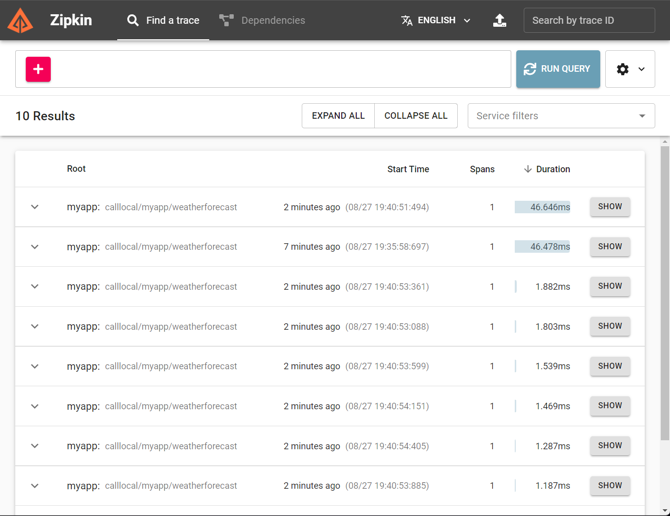 Zipkin Find a trace Dependencies ENGLISH Search by trace ID
+ RUN QUERY
10 Results EXPAND ALL COLLAPSE ALL Service filters
Root Start Time Spans Duration
myapp: calllocal/myapp/weatherforecast 2 minutes ago (08/27 19:40:51:494) 1 46.646ms SHOW
myapp: calllocal/myapp/weatherforecast 7 minutes ago (08/27 19:35:58:697) 1 46.478ms SHOW
myapp: calllocal/myapp/weatherforecast 2 minutes ago (08/27 19:40:53:361) 1 1.882ms SHOW
myapp: calllocal/myapp/weatherforecast 2 minutes ago (08/27 19:40:53:088) 1 1.803ms SHOW
myapp: calllocal/myapp/weatherforecast 2 minutes ago (08/27 19:40:53:599) 1 1.539ms SHOW
myapp: calllocal/myapp/weatherforecast 2 minutes ago (08/27 19:40:54:151) 1 1.469ms SHOW
myapp: calllocal/myapp/weatherforecast 2 minutes ago (08/27 19:40:54:405) 1 1.287ms SHOW
myapp: calllocal/myapp/weatherforecast 2 minutes ago (08/27 19:40:53:885) 1 1.187ms SHOW